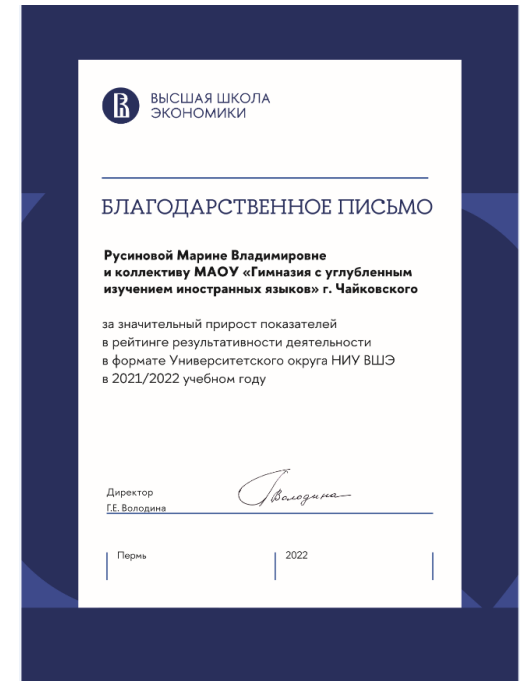 ВЫСШАЯ ШКОЛА
ЭКОНОМИКИ
БЛАГОДАРСТВЕННОЕ ПИСЬМО
Русиновой Марине Владимировне
и коллективу МАОУ «Гимназия с углубленным
изучением иностранных языков» г. Чайковского
за значительный прирост показателей
в рейтинге результативности деятельности
в формате Университетского округа НИУ ВШЭ
в 2021/2022 учебном году
Директор
Г.Е. Володина
Володина
Пермь
2022